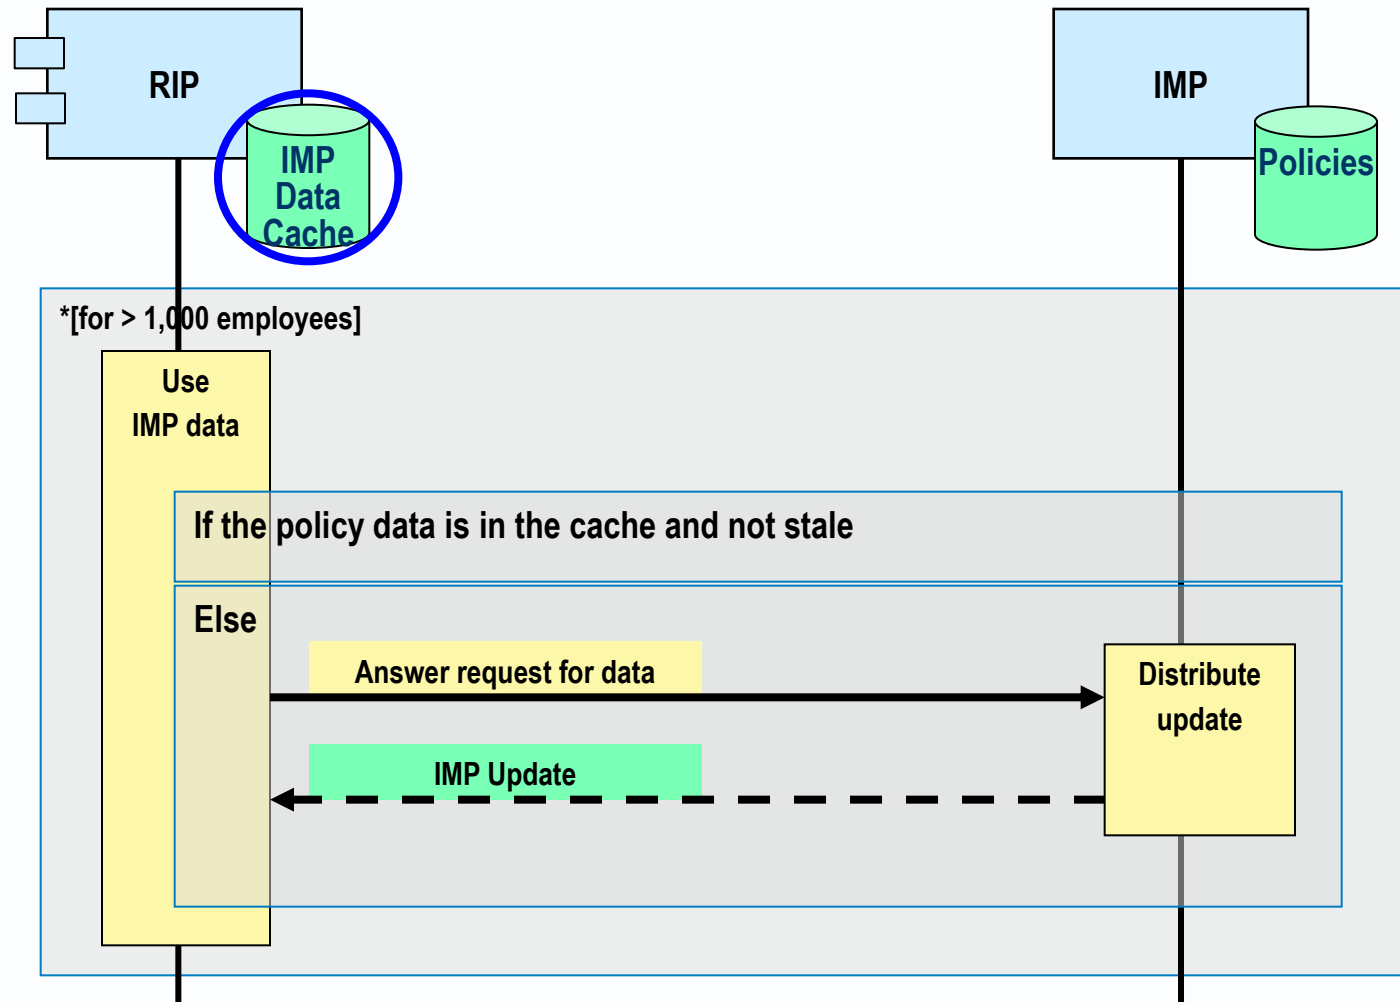 RIP
IMP
IMP
Data
Cache
Policies
*[for > 1,000 employees]
Use
IMP data
If the policy data is in the cache and not stale
Else
Answer request for data
Distribute
update
IMP Update